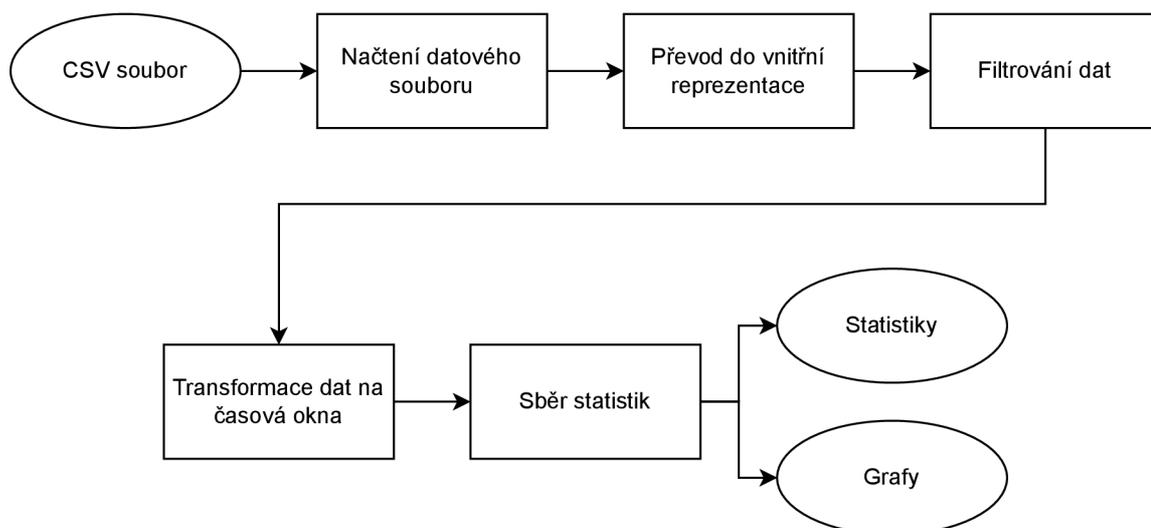 CSV soubor
Načtení datového
souboru
Převod do vnitřní
reprezentace
Filtrování dat
Transformace dat na
časová okna
Sběr statistik
Statistiky
Grafy